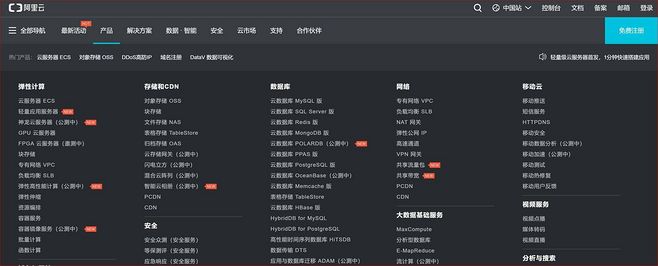 阿里云
中国站 控制台 文档 备案 邮箱 登录
全部导航 最新活动 HOT 产品 解决方案 数据·智能 安全 云市场 支持 合作伙伴 免费注册
热门产品: 云服务器 ECS 对象存储 OSS DDoS高防IP 域名注册 DataV 数据可视化 轻量级云服务器首发，1分钟快速搭建应用
弹性计算
云服务器 ECS
轻量应用服务器 NEW
神龙云服务器（公测中） NEW
GPU 云服务器
FPGA 云服务器（邀测中）
块存储
专有网络 VPC
负载均衡 SLB
弹性高性能计算（公测中） NEW
弹性伸缩
资源编排
容器服务
容器镜像服务（公测中） NEW
批量计算
函数计算
存储和CDN
对象存储 OSS
块存储
文件存储 NAS
表格存储 TableStore
归档存储 OAS
云存储网关（公测中）
闪电立方（公测中）
混合云阵列（公测中）
智能云相册（公测中） NEW
PCDN
CDN
安全
安全众测（安全服务）
等保测评（安全服务）
应急响应（安全服务）
数据库
云数据库 MySQL 版
云数据库 SQL Server 版
云数据库 Redis 版
云数据库 MongoDB 版
云数据库 POLARDB（公测中） NEW
云数据库 PPAS 版
云数据库 PostgreSQL 版
云数据库 OceanBase（公测中）
云数据库 Memcache 版
表格存储 TableStore
云数据库 HBase 版
HybridDB for MySQL
HybridDB for PostgreSQL
高性能时间序列数据库 HiTSDB
数据传输 DTS
应用与数据库迁移 ADAM（公测中）
网络
专有网络 VPC
负载均衡 SLB
NAT 网关
弹性公网 IP
高速通道
VPN 网关
共享流量包 NEW
共享带宽 NEW
PCDN
CDN
大数据基础服务
MaxCompute
分析型数据库
E-MapReduce
流计算（公测中）
移动云
移动推送
短信服务
HTTPDNS
移动安全
移动数据分析（公测中）
移动加速（公测中）
移动测试
移动热修复
移动用户反馈
视频服务
视频点播
媒体转码
视频直播
分析与搜索